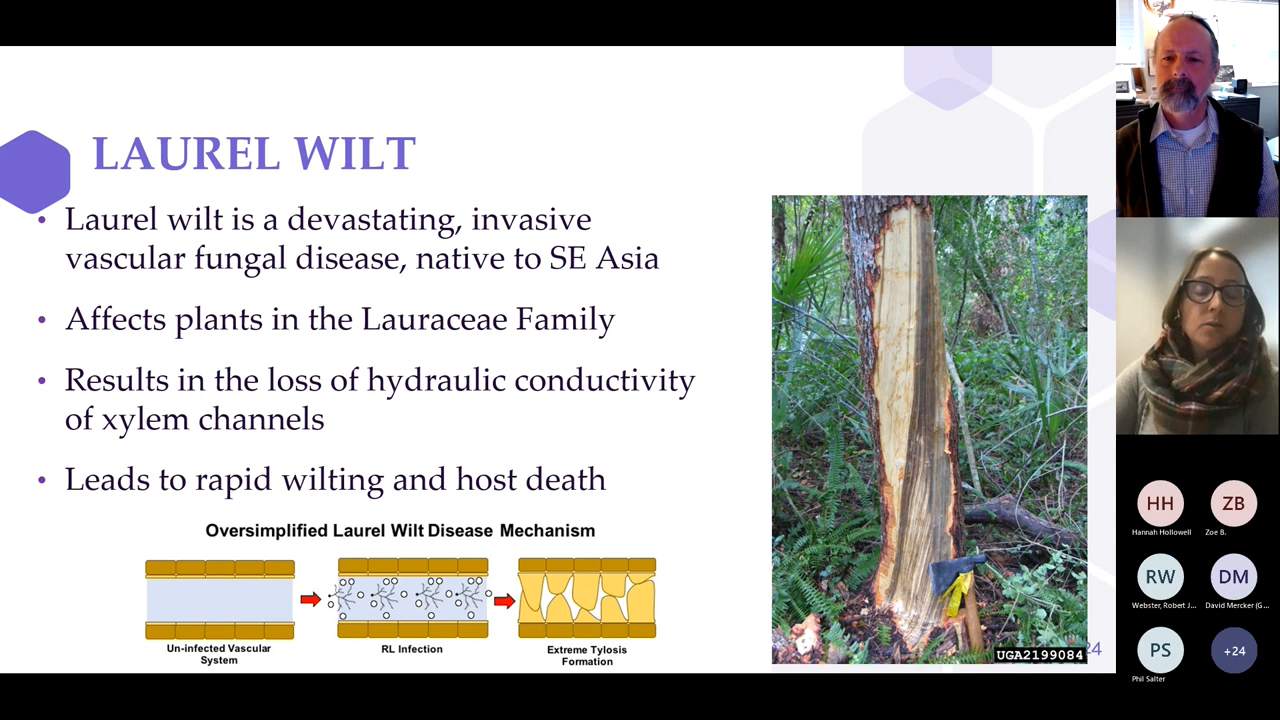 LAUREL WILT
• Laurel wilt is a devastating, invasive
vascular fungal disease, native to SE Asia
• Affects plants in the Lauraceae Family
• Results in the loss of hydraulic conductivity
of xylem channels
• Leads to rapid wilting and host death
Oversimplified Laurel Wilt Disease Mechanism
Un-infected Vascular
System
RL Infection
Extreme Tylosis
Formation
UGA2199084
24
HH
Hannah Hollowell
ZB
Zoe B.
RW
Webster, Robert J...
DM
David Mercker (G...
PS
Phil Salter
+24